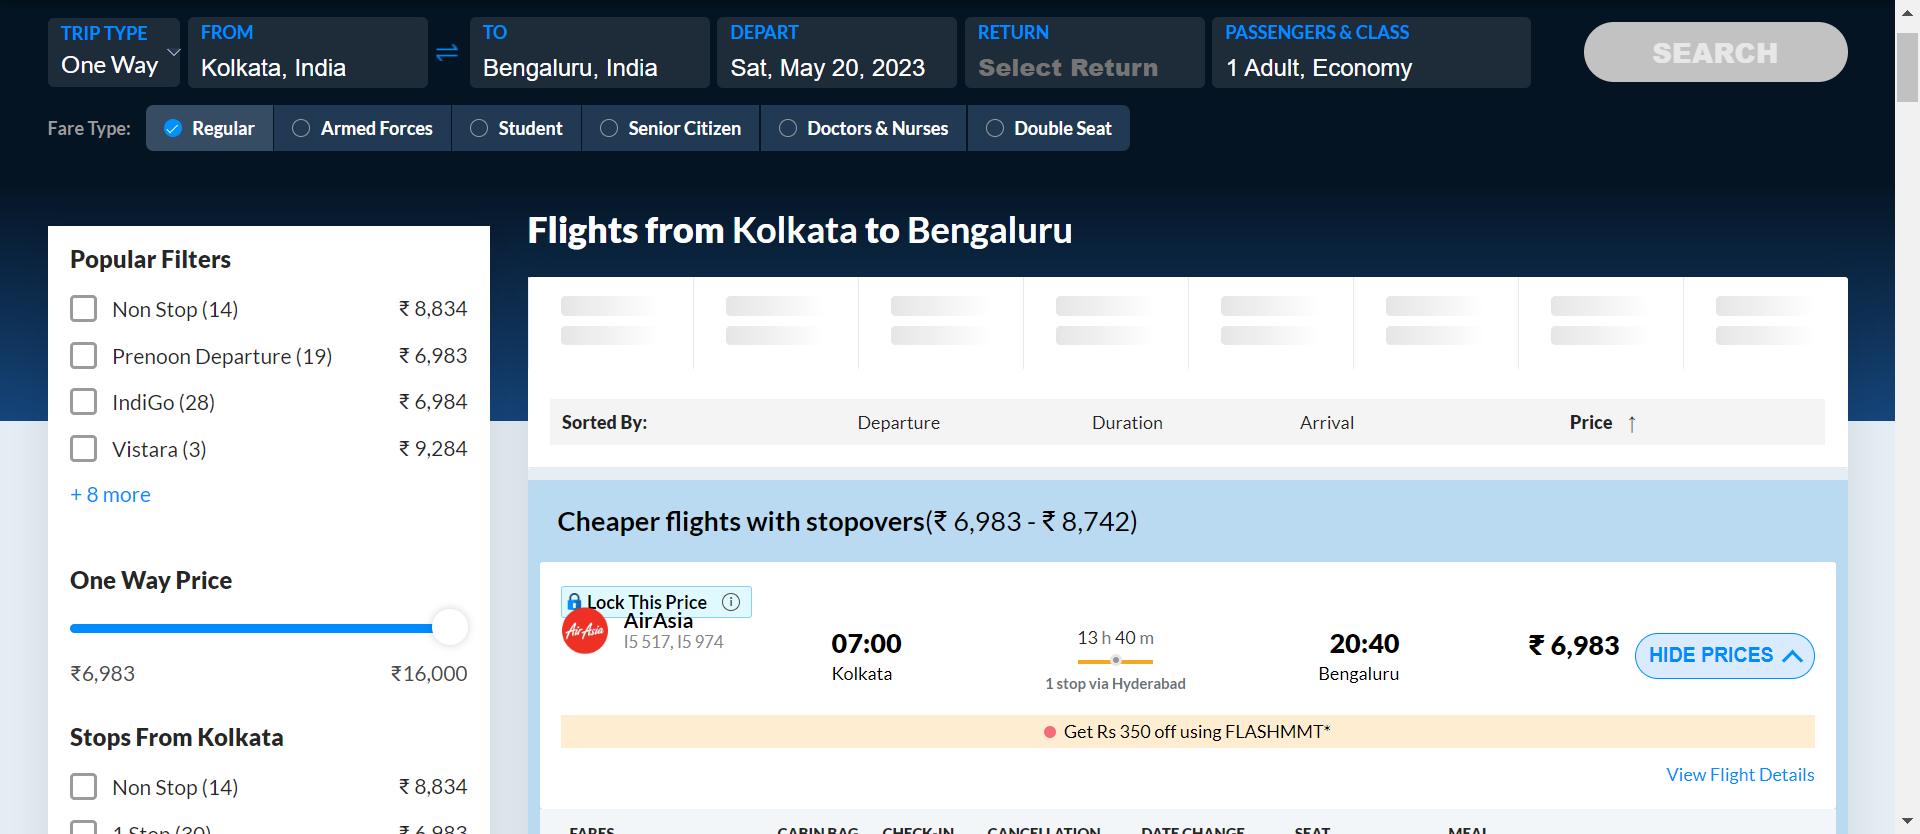 TRIP TYPE
One Way
FROM
Kolkata, India
TO
Bengaluru, India
DEPART
Sat, May 20, 2023
RETURN
Select Return
PASSENGERS & CLASS
1 Adult, Economy
SEARCH
Fare Type:
Regular
Armed Forces
Student
Senior Citizen
Doctors & Nurses
Double Seat
Flights from Kolkata to Bengaluru
Popular Filters
Non Stop (14) ₹ 8,834
Prenoon Departure (19) ₹ 6,983
IndiGo (28) ₹ 6,984
Vistara (3) ₹ 9,284
+ 8 more
One Way Price
₹6,983 ₹16,000
Stops From Kolkata
Non Stop (14) ₹ 8,834
1 Stop (30) ₹ 6,983
Sorted By: Departure Duration Arrival Price ↑
Cheaper flights with stopovers(₹ 6,983 - ₹ 8,742)
Lock This Price
AirAsia
AirAsia
I5 517, I5 974
07:00
Kolkata
13 h 40 m
1 stop via Hyderabad
20:40
Bengaluru
₹ 6,983
HIDE PRICES
Get Rs 350 off using FLASHMMT*
View Flight Details
FARES CABIN BAG CHECK-IN CANCELLATION DATE CHANGE SEAT MEAL